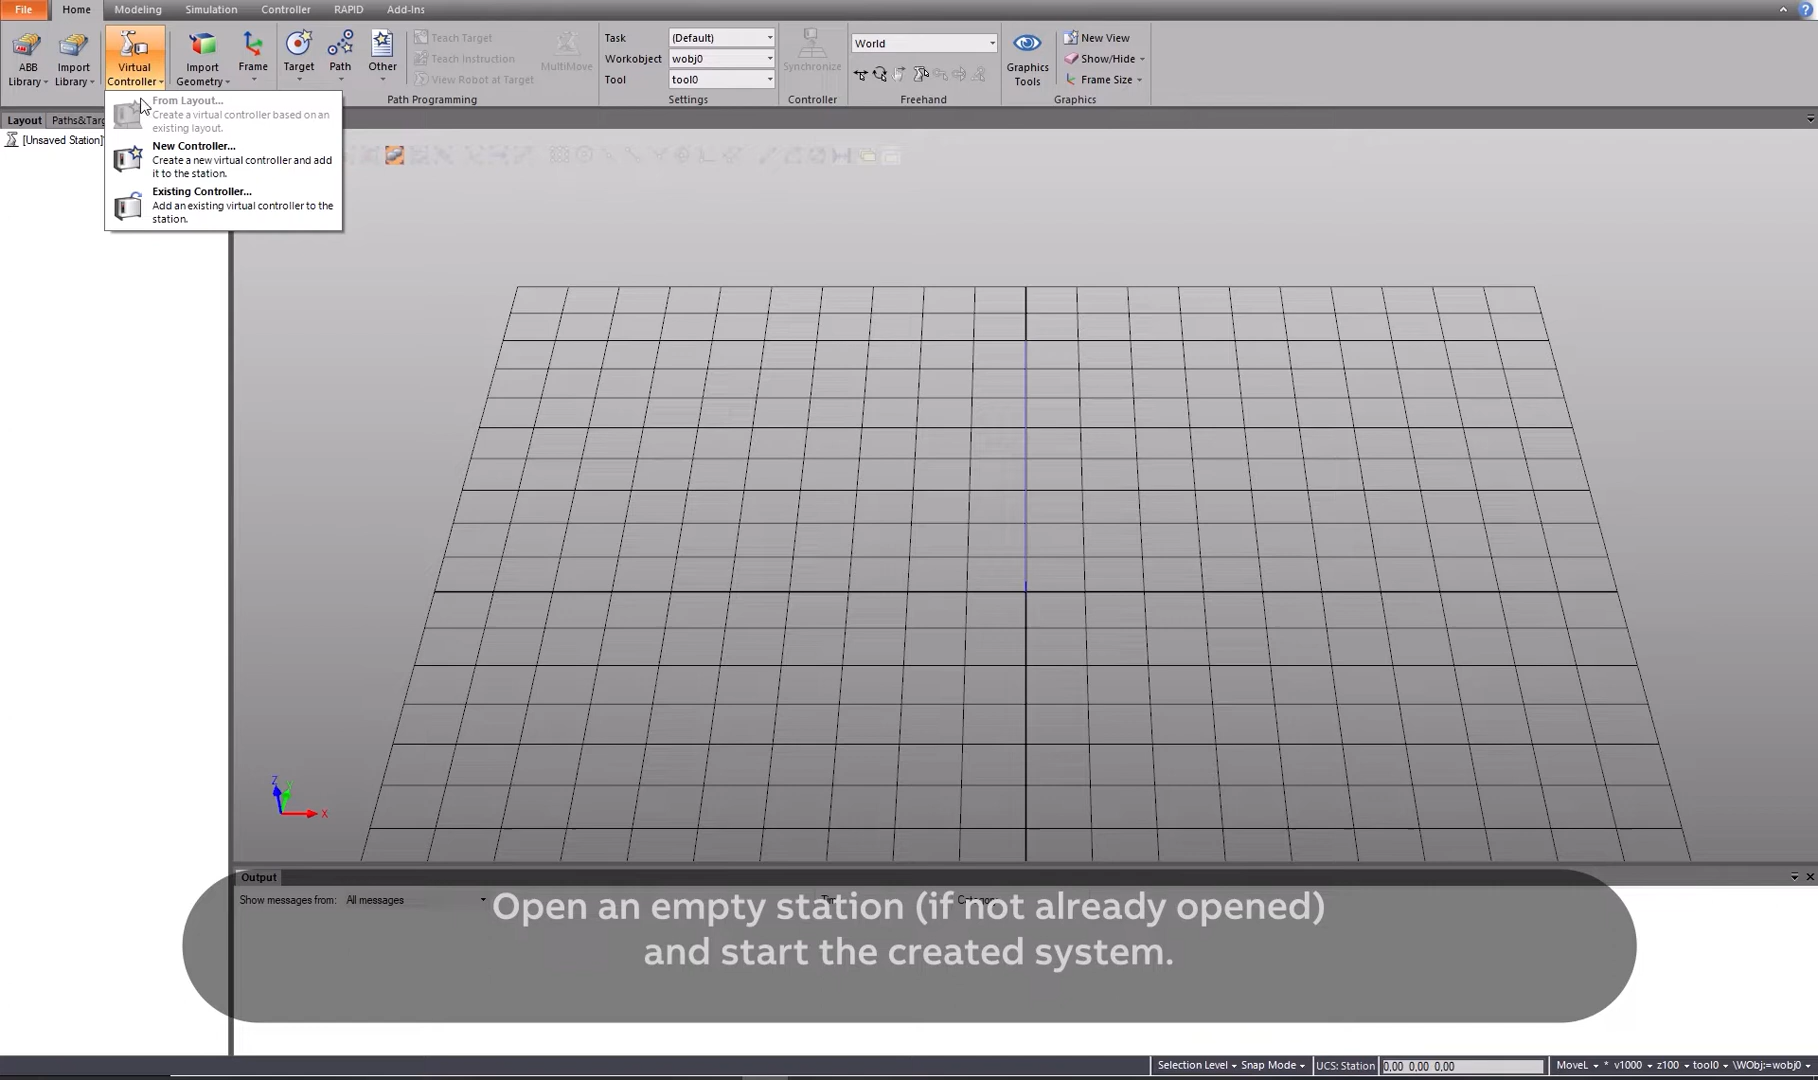 File Home Modeling Simulation Controller RAPID Add-Ins
ABB Library
Import Library
Virtual Controller
Import Geometry
Frame
Target
Path
Other
Teach Target
Teach Instruction
View Robot at Target
MultiMove
Path Programming
Task (Default)
Workobject wobj0
Tool tool0
Settings
Synchronize
Controller
World
Freehand
Graphics Tools
New View
Show/Hide
Frame Size
Graphics
From Layout...
Create a virtual controller based on an
existing layout.
New Controller...
Create a new virtual controller and add
it to the station.
Existing Controller...
Add an existing virtual controller to the
station.
Layout Paths&Targ
[Unsaved Station]
Z
X
Output
Show messages from: All messages
Open an empty station (if not already opened)
and start the created system.
Selection Level Snap Mode UCS: Station 0,00 0,00 0,00 MoveL * v1000 z100 tool0 \WObj:=wobj0